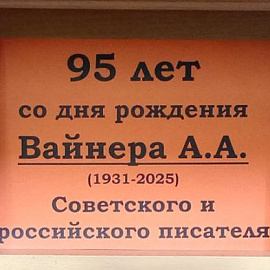 95 лет
со дня рождения
Вайнера А.А.
(1931-2025)
Советского и
российского писателя